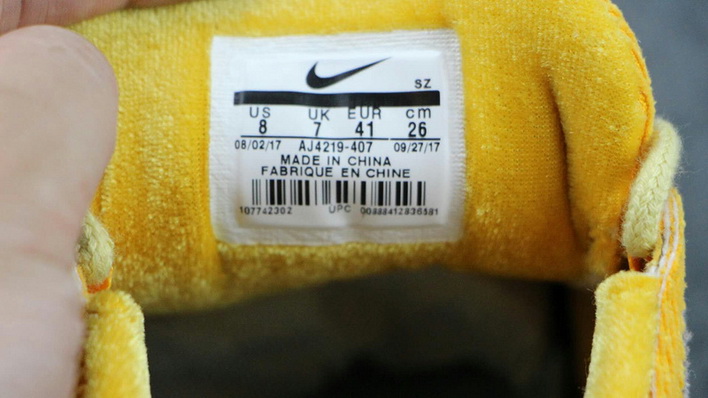 SZ
US UK EUR cm
8 7 41 26
08/02/17 AJ4219-407 09/27/17
MADE IN CHINA
FABRIQUE EN CHINE
107742302 UPC 00888412836581